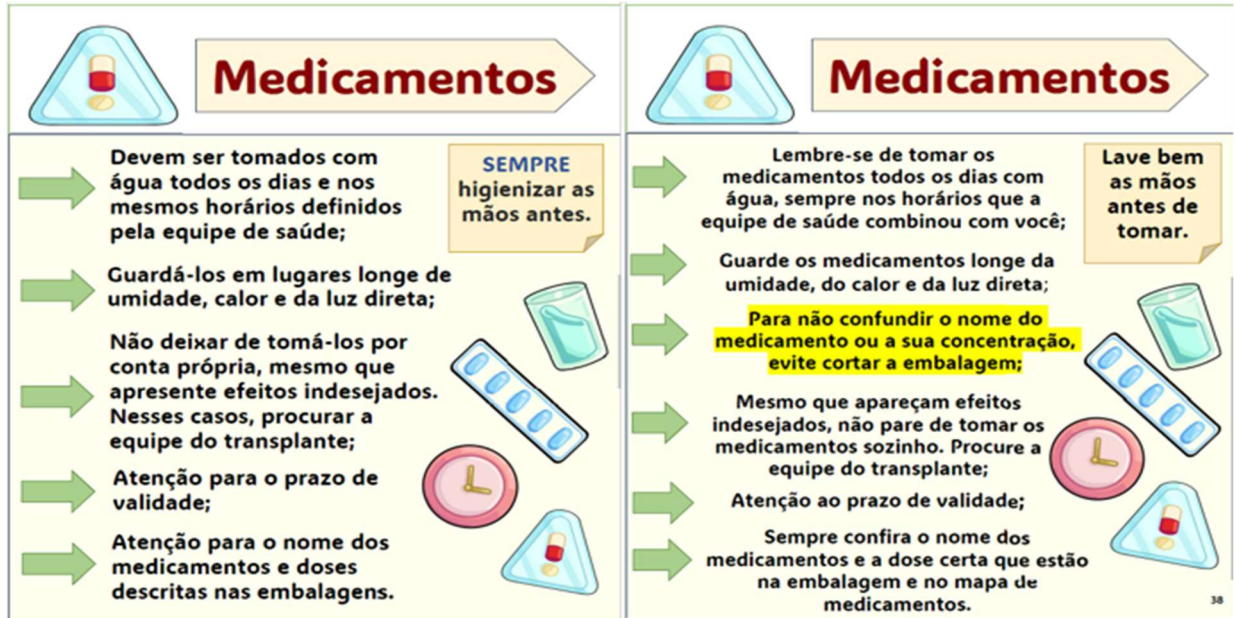 Medicamentos
Devem ser tomados com
água todos os dias e nos
mesmos horários definidos
pela equipe de saúde;
SEMPRE
higienizar as
mãos antes.
Guardá-los em lugares longe de
umidade, calor e da luz direta;
Não deixar de tomá-los por
conta própria, mesmo que
apresente efeitos indesejados.
Nesses casos, procurar a
equipe do transplante;
Atenção para o prazo de
validade;
Atenção para o nome dos
medicamentos e doses
descritas nas embalagens.
Medicamentos
Lembre-se de tomar os
medicamentos todos os dias com
água, sempre nos horários que a
equipe de saúde combinou com você;
Lave bem
as mãos
antes de
tomar.
Guarde os medicamentos longe da
umidade, do calor e da luz direta;
Para não confundir o nome do
medicamento ou a sua concentração,
evite cortar a embalagem;
Mesmo que apareçam efeitos
indesejados, não pare de tomar os
medicamentos sozinho. Procure a
equipe do transplante;
Atenção ao prazo de validade;
Sempre confira o nome dos
medicamentos e a dose certa que estão
na embalagem e no mapa de
medicamentos.
38